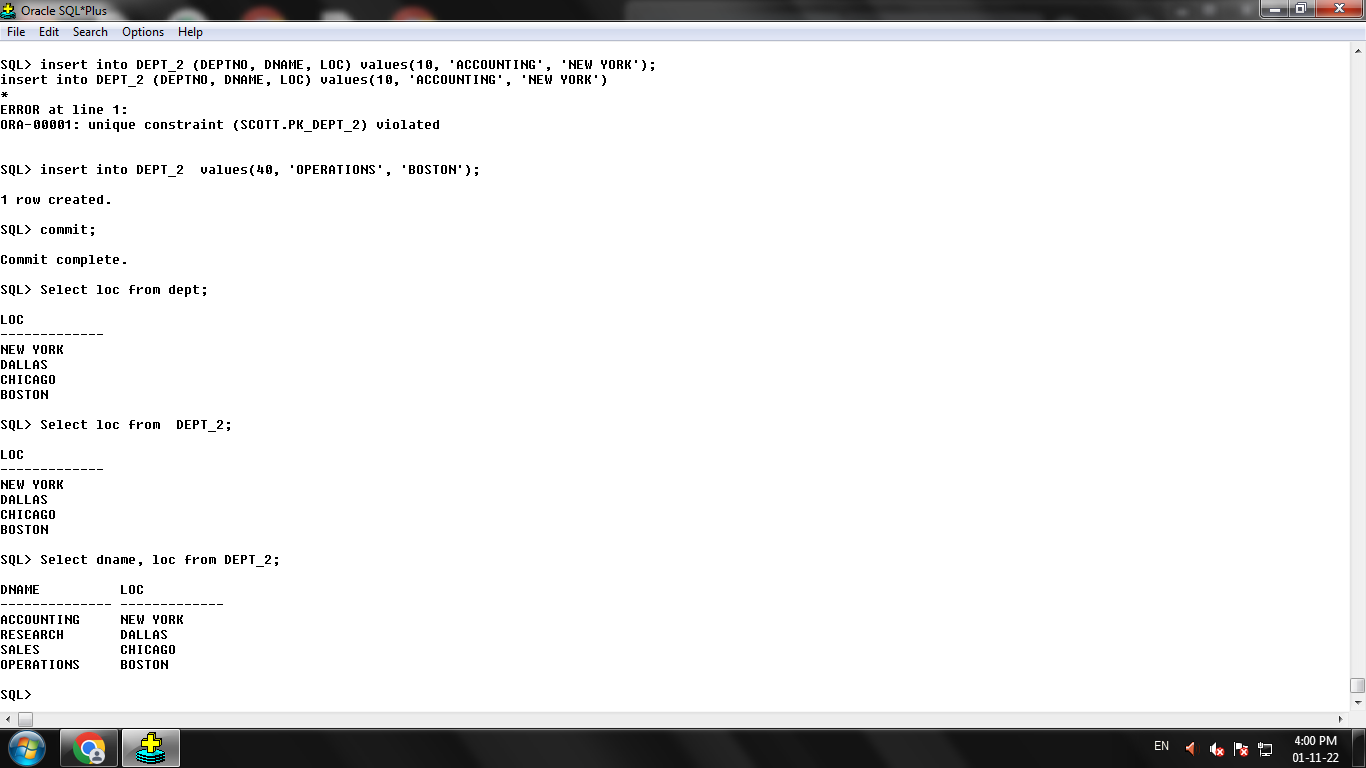 Oracle SQL*Plus
File Edit Search Options Help
SQL> insert into DEPT_2 (DEPTNO, DNAME, LOC) values(10, 'ACCOUNTING', 'NEW YORK');
insert into DEPT_2 (DEPTNO, DNAME, LOC) values(10, 'ACCOUNTING', 'NEW YORK')
*
ERROR at line 1:
ORA-00001: unique constraint (SCOTT.PK_DEPT_2) violated
SQL> insert into DEPT_2  values(40, 'OPERATIONS', 'BOSTON');
1 row created.
SQL> commit;
Commit complete.
SQL> Select loc from dept;
LOC
-------------
NEW YORK
DALLAS
CHICAGO
BOSTON
SQL> Select loc from  DEPT_2;
LOC
-------------
NEW YORK
DALLAS
CHICAGO
BOSTON
SQL> Select dname, loc from DEPT_2;
DNAME          LOC
-------------- -------------
ACCOUNTING     NEW YORK
RESEARCH       DALLAS
SALES          CHICAGO
OPERATIONS     BOSTON
SQL>
EN
4:00 PM
01-11-22